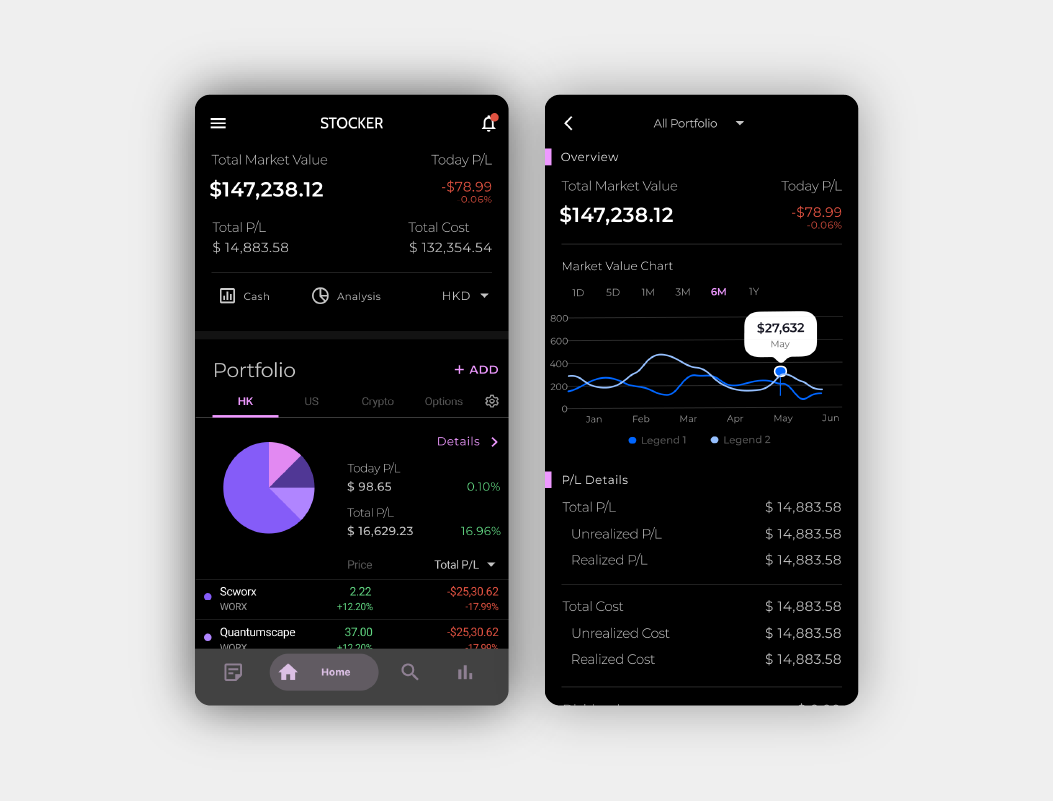 STOCKER
Total Market Value Today P/L
$147,238.12 -$78.99
-0.06%
Total P/L Total Cost
$ 14,883.58 $ 132,354.54
Cash Analysis HKD
Portfolio + ADD
HK US Crypto Options
Details >
Today P/L
$ 98.65 0.10%
Total P/L
$ 16,629.23 16.96%
Price Total P/L
Scworx 2.22 -$25,30.62
WORX +12.20% -17.99%
Quantumscape 37.00 -$25,30.62
WORX +12.20% -17.99%
Home
All Portfolio
Overview
Total Market Value Today P/L
$147,238.12 -$78.99
-0.06%
Market Value Chart
1D 5D 1M 3M 6M 1Y
800
600
400
200
0
$27,632
May
Jan Feb Mar Apr May Jun
Legend 1 Legend 2
P/L Details
Total P/L $ 14,883.58
Unrealized P/L $ 14,883.58
Realized P/L $ 14,883.58
Total Cost $ 14,883.58
Unrealized Cost $ 14,883.58
Realized Cost $ 14,883.58